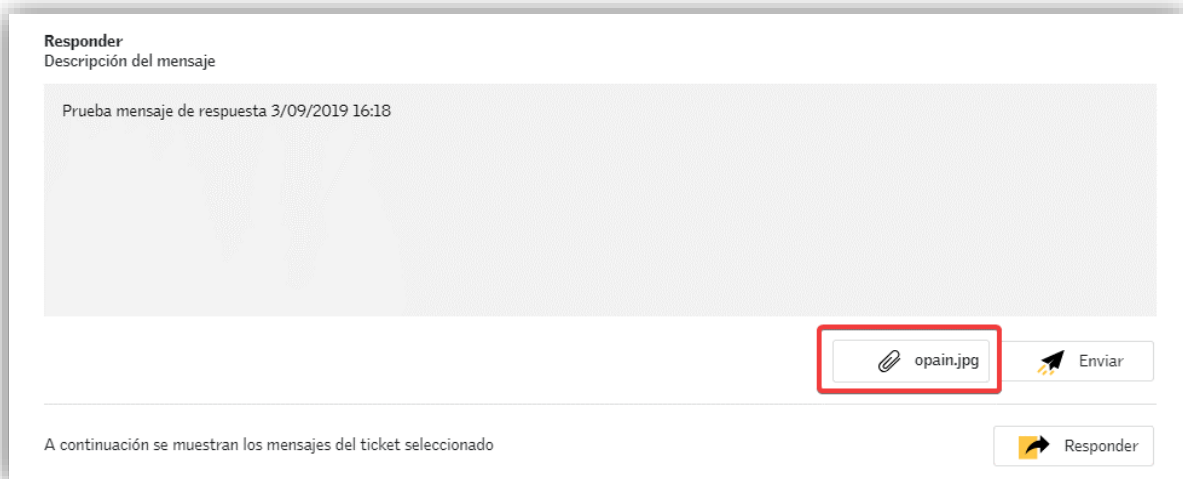 Responder
Descripción del mensaje
Prueba mensaje de respuesta 3/09/2019 16:18
opain.jpg
Enviar
A continuación se muestran los mensajes del ticket seleccionado
Responder